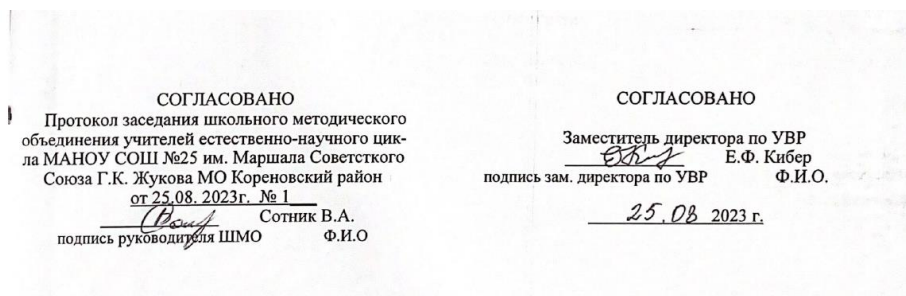 СОГЛАСОВАНО
Протокол заседания школьного методического
объединения учителей естественно-научного цик-
ла МАНОУ СОШ №25 им. Маршала Советсткого
Союза Г.К. Жукова МО Кореновский район
от 25.08. 2023г. № 1
Сотник В.А.
подпись руководителя ШМО Ф.И.О
СОГЛАСОВАНО
Заместитель директора по УВР
Е.Ф. Кибер
подпись зам. директора по УВР Ф.И.О.
25.08 2023 г.